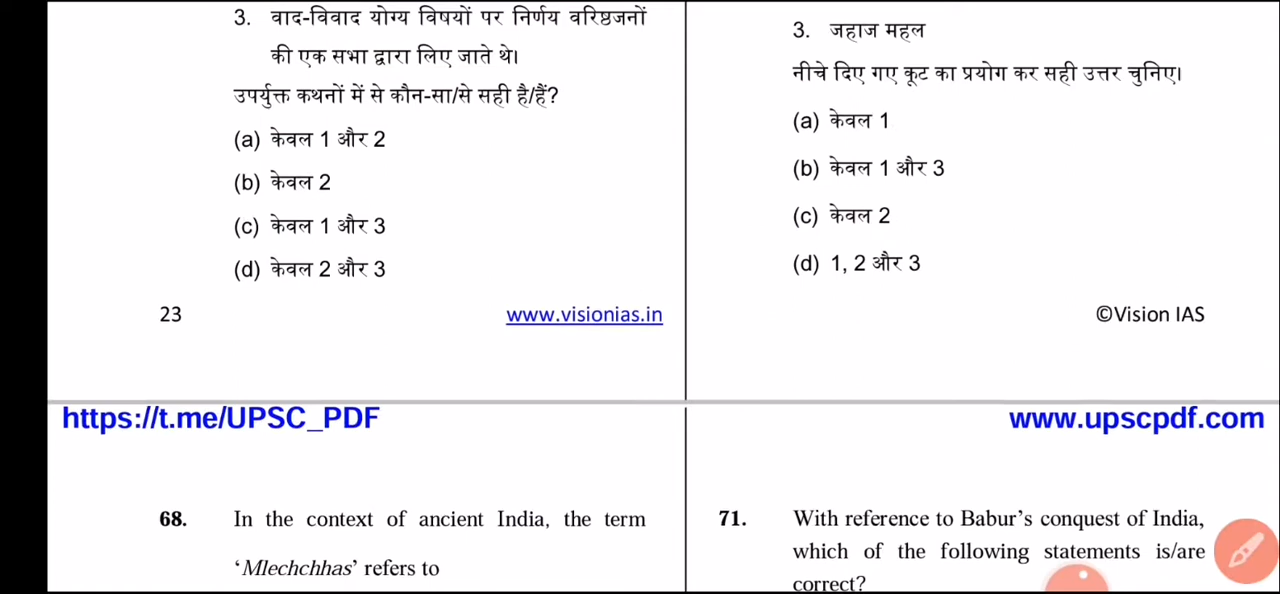 3. वाद-विवाद योग्य विषयों पर निर्णय वरिष्ठजनों
की एक सभा द्वारा लिए जाते थे।
उपर्युक्त कथनों में से कौन-सा/से सही है/हैं?
(a) केवल 1 और 2
(b) केवल 2
(c) केवल 1 और 3
(d) केवल 2 और 3
3. जहाज महल
नीचे दिए गए कूट का प्रयोग कर सही उत्तर चुनिए।
(a) केवल 1
(b) केवल 1 और 3
(c) केवल 2
(d) 1, 2 और 3
23
www.visionias.in
©Vision IAS
https://t.me/UPSC_PDF
www.upscpdf.com
68. In the context of ancient India, the term
‘Mlechchhas’ refers to
71. With reference to Babur’s conquest of India,
which of the following statements is/are
correct?